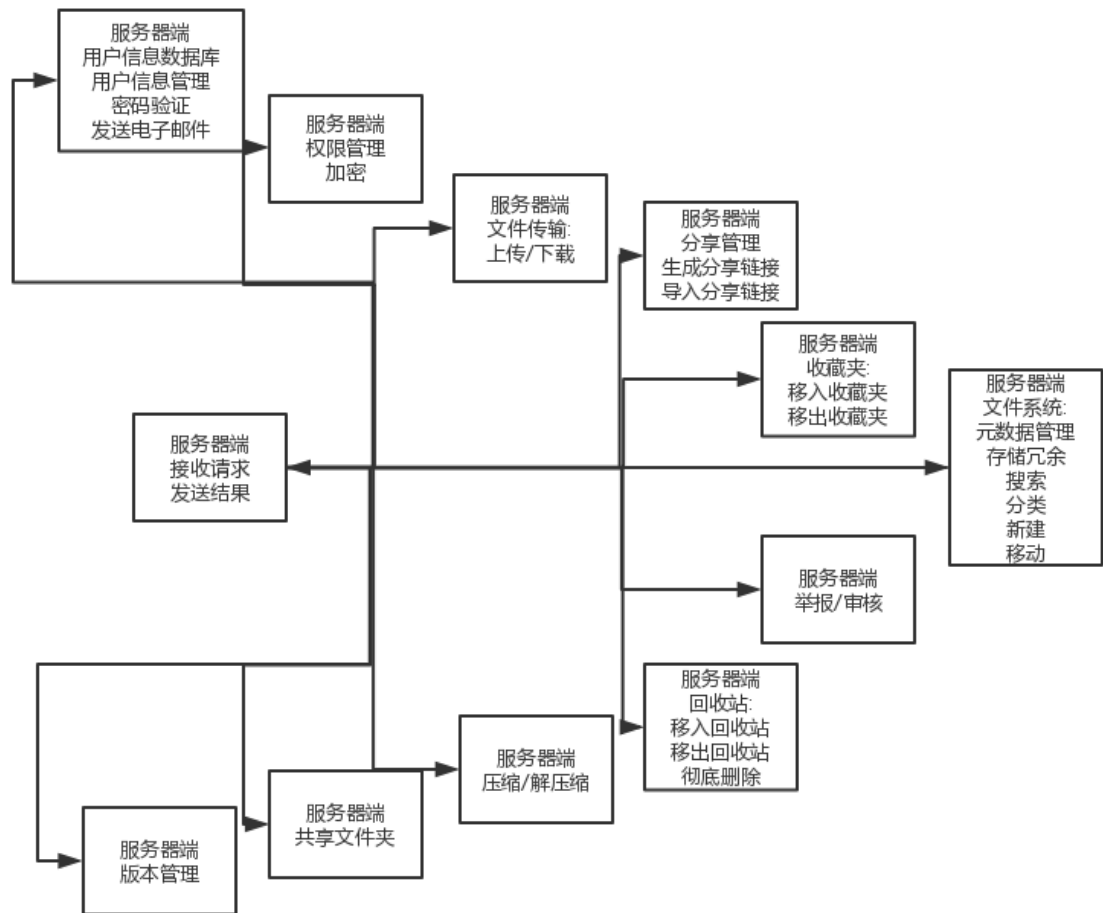 服务器端
用户信息数据库
用户信息管理
密码验证
发送电子邮件
服务器端
权限管理
加密
服务器端
文件传输:
上传/下载
服务器端
分享管理
生成分享链接
导入分享链接
服务器端
收藏夹:
移入收藏夹
移出收藏夹
服务器端
文件系统:
元数据管理
存储冗余
搜索
分类
新建
移动
服务器端
接收请求
发送结果
服务器端
举报/审核
服务器端
回收站:
移入回收站
移出回收站
彻底删除
服务器端
压缩/解压缩
服务器端
共享文件夹
服务器端
版本管理